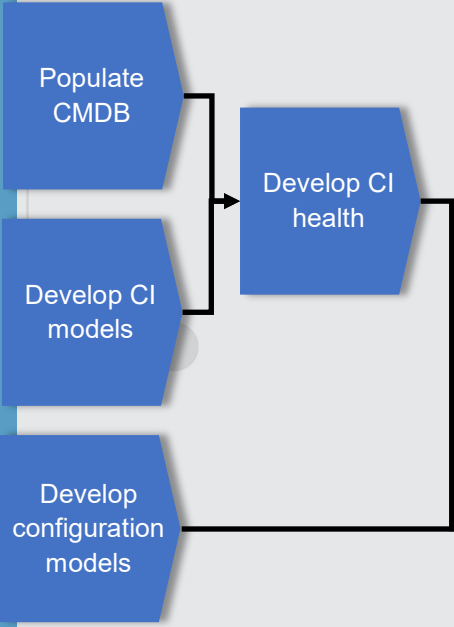 Populate
CMDB
Develop CI
health
Develop CI
models
Develop
configuration
models